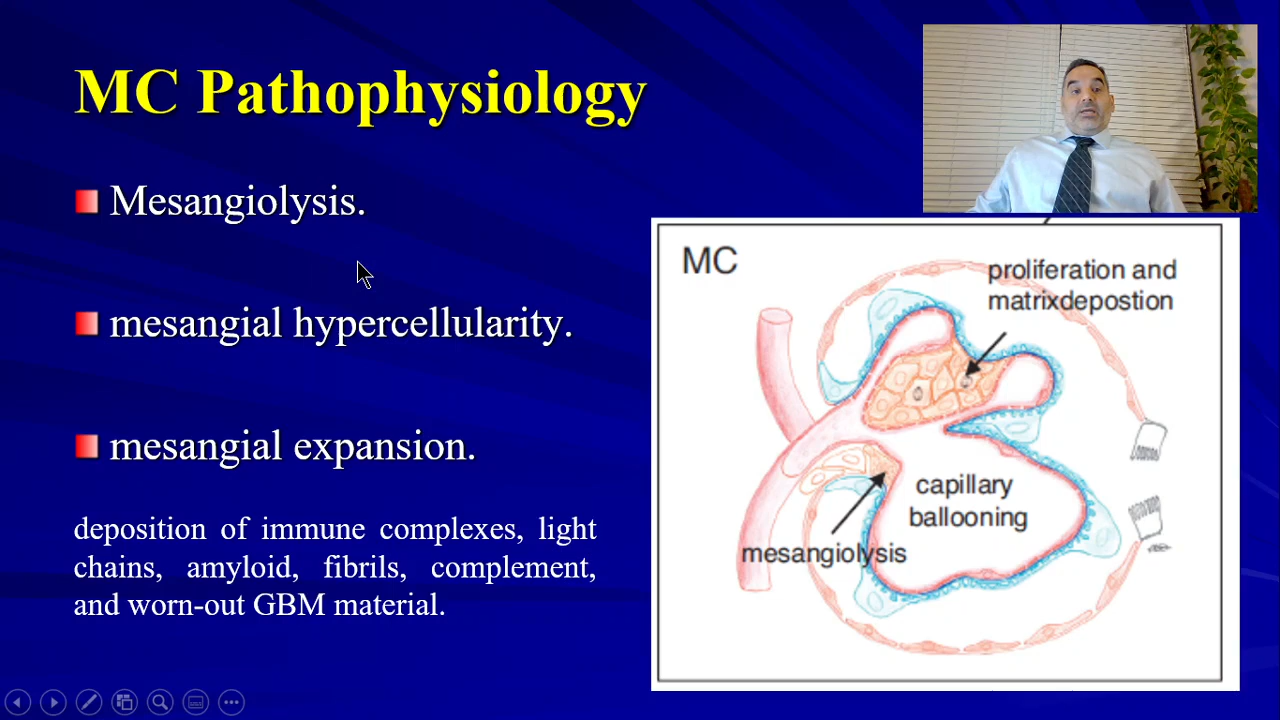 MC Pathophysiology
Mesangiolysis.
mesangial hypercellularity.
mesangial expansion.
deposition of immune complexes, light
chains, amyloid, fibrils, complement,
and worn-out GBM material.
MC
proliferation and
matrixdepostion
capillary
ballooning
mesangiolysis